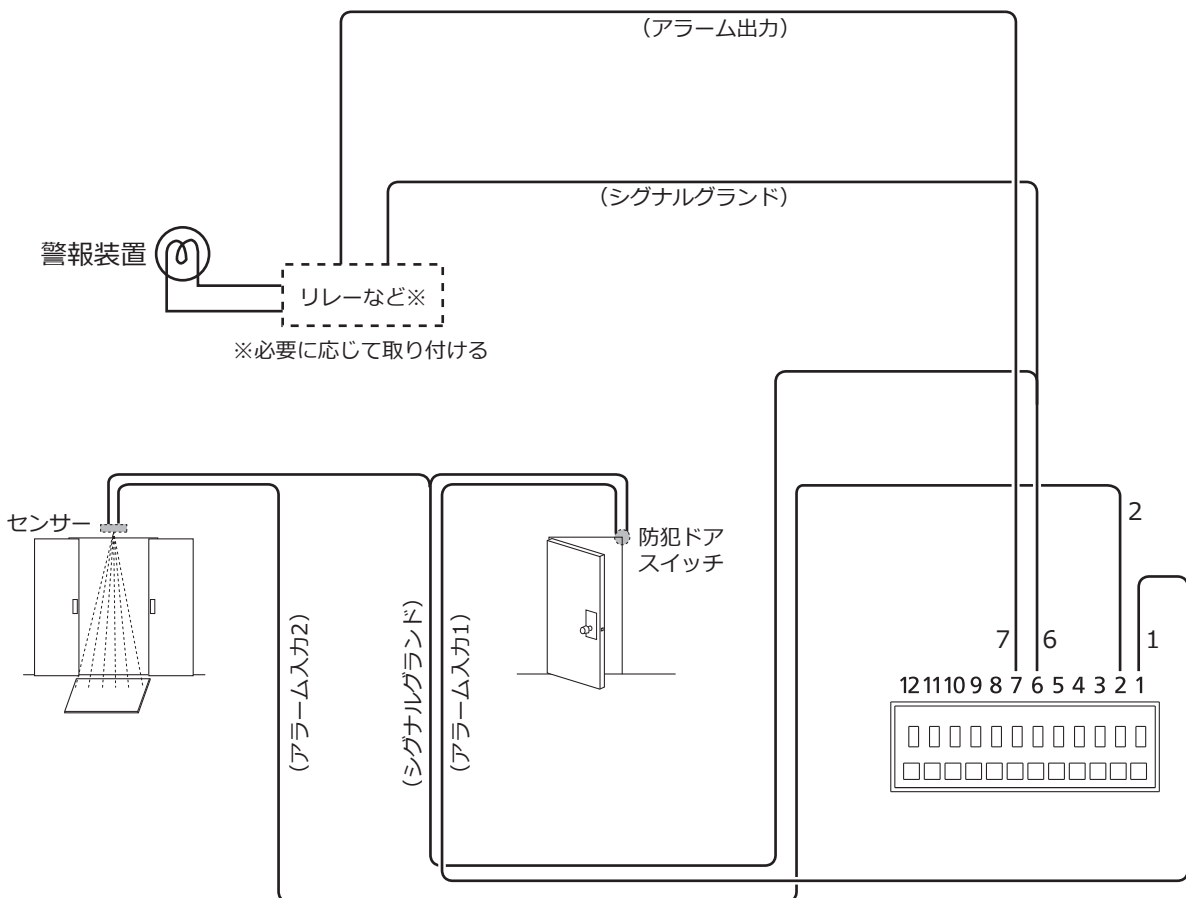 （アラーム出力）
（シグナルグランド）
警報装置
リレーなど※
※必要に応じて取り付ける
センサー
防犯ドア
スイッチ
（アラーム入力2）
（シグナルグランド）
（アラーム入力1）
2
7
6
1
12 11 10 9 8 7 6 5 4 3 2 1